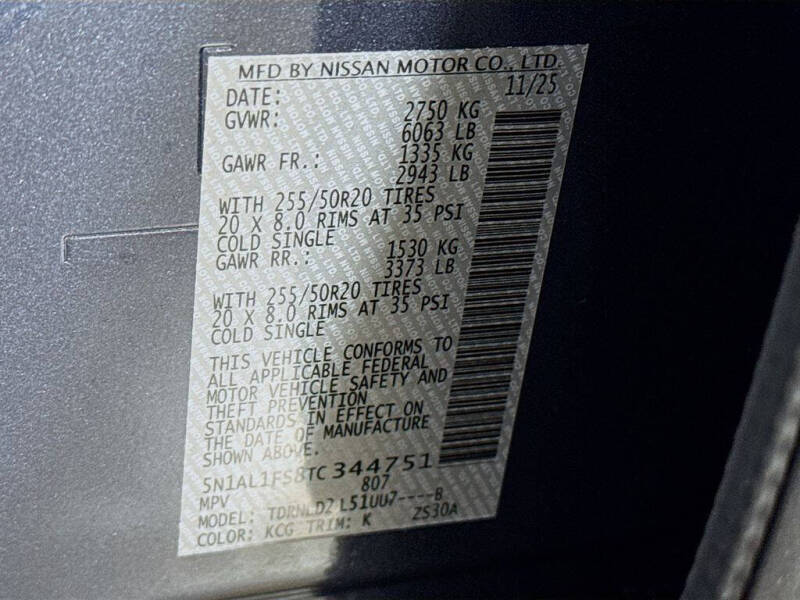 MFD BY NISSAN MOTOR CO., LTD.
DATE: 11/25
GVWR: 2750 KG
6063 LB
GAWR FR.: 1335 KG
2943 LB
WITH 255/50R20 TIRES
20 X 8.0 RIMS AT 35 PSI
COLD SINGLE
GAWR RR.: 1530 KG
3373 LB
WITH 255/50R20 TIRES
20 X 8.0 RIMS AT 35 PSI
COLD SINGLE
THIS VEHICLE CONFORMS TO
ALL APPLICABLE FEDERAL
MOTOR VEHICLE SAFETY AND
THEFT PREVENTION
STANDARDS IN EFFECT ON
THE DATE OF MANUFACTURE
SHOWN ABOVE.
5N1AL1FS8TC344751
MPV 807
MODEL: L51UU7----B
COLOR: KCG TRIM: K ZS30A